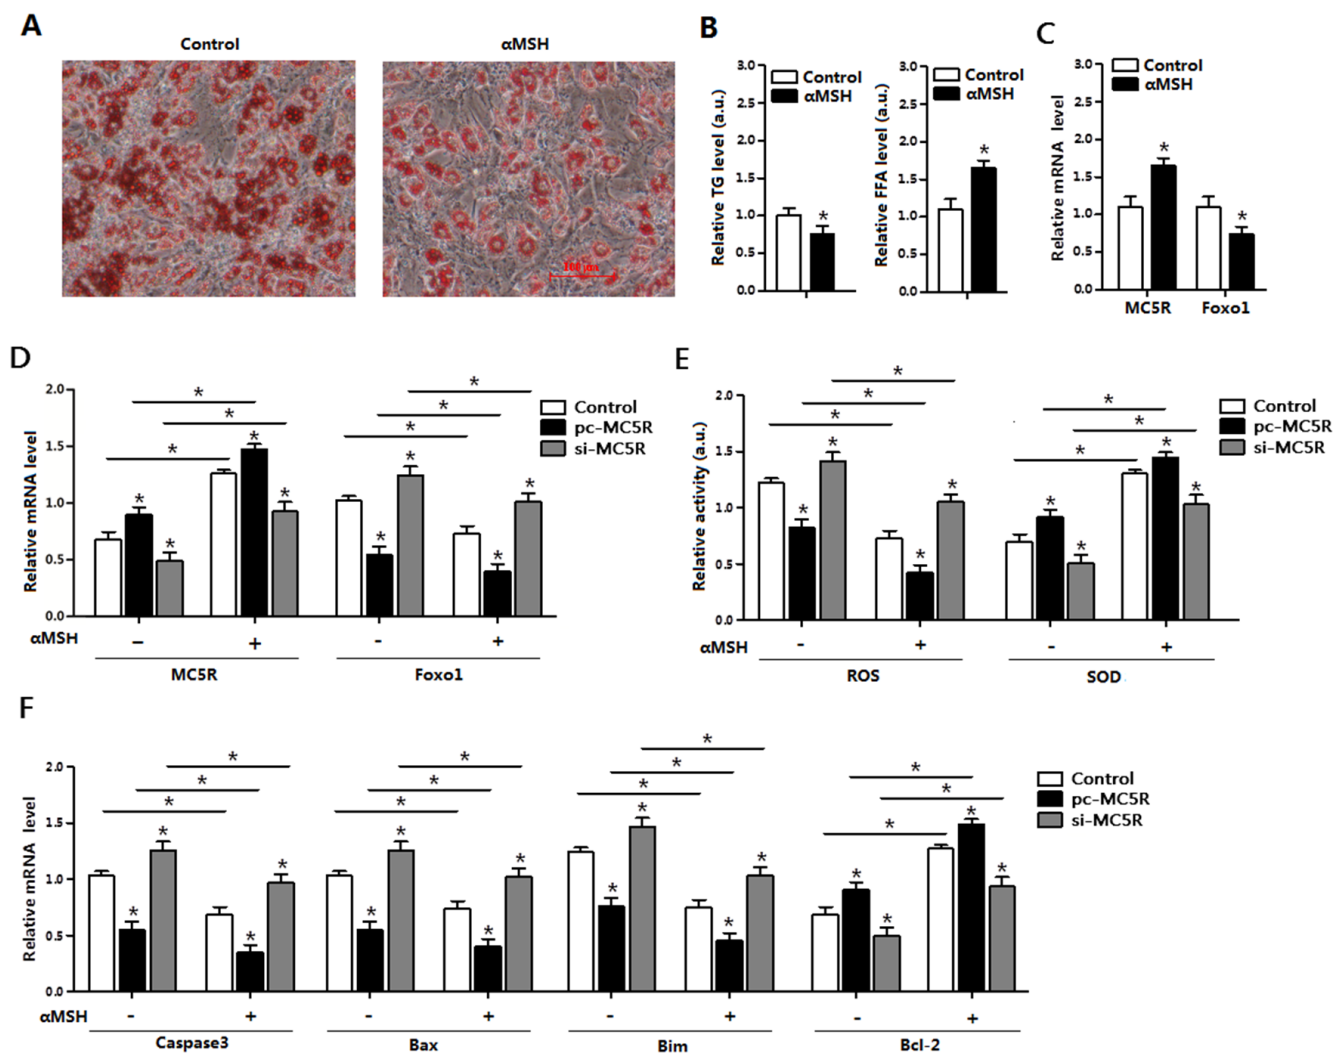 A
Control
αMSH
100 μm
B
Relative TG level (a.u.)
3.0
2.5
2.0
1.5
1.0
0.5
0.0
Control
αMSH
*
Relative FFA level (a.u.)
3.0
2.5
2.0
1.5
1.0
0.5
0.0
Control
αMSH
*
C
Relative mRNA level
3.0
2.5
2.0
1.5
1.0
0.5
0.0
Control
αMSH
*
*
MC5R Foxo1
D
Relative mRNA level
2.0
1.5
1.0
0.5
0.0
* * *
* * *
* *
* * * *
* * * *
Control
pc-MC5R
si-MC5R
αMSH - + - +
MC5R Foxo1
E
Relative activity (a.u.)
2.0
1.5
1.0
0.5
0.0
* * *
* * *
* * * *
* * * *
Control
pc-MC5R
si-MC5R
αMSH - + - +
ROS SOD
F
Relative mRNA level
2.0
1.5
1.0
0.5
0.0
* * * *
* * * *
* * * *
* * * * * * * *
* * * * * * * *
Control
pc-MC5R
si-MC5R
αMSH - + - + - + - +
Caspase3 Bax Bim Bcl-2